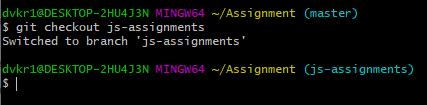 dvkr1@DESKTOP-2HU4J3N MINGW64 ~/Assignment (master)
$ git checkout js-assignments
Switched to branch 'js-assignments'
dvkr1@DESKTOP-2HU4J3N MINGW64 ~/Assignment (js-assignments)
$